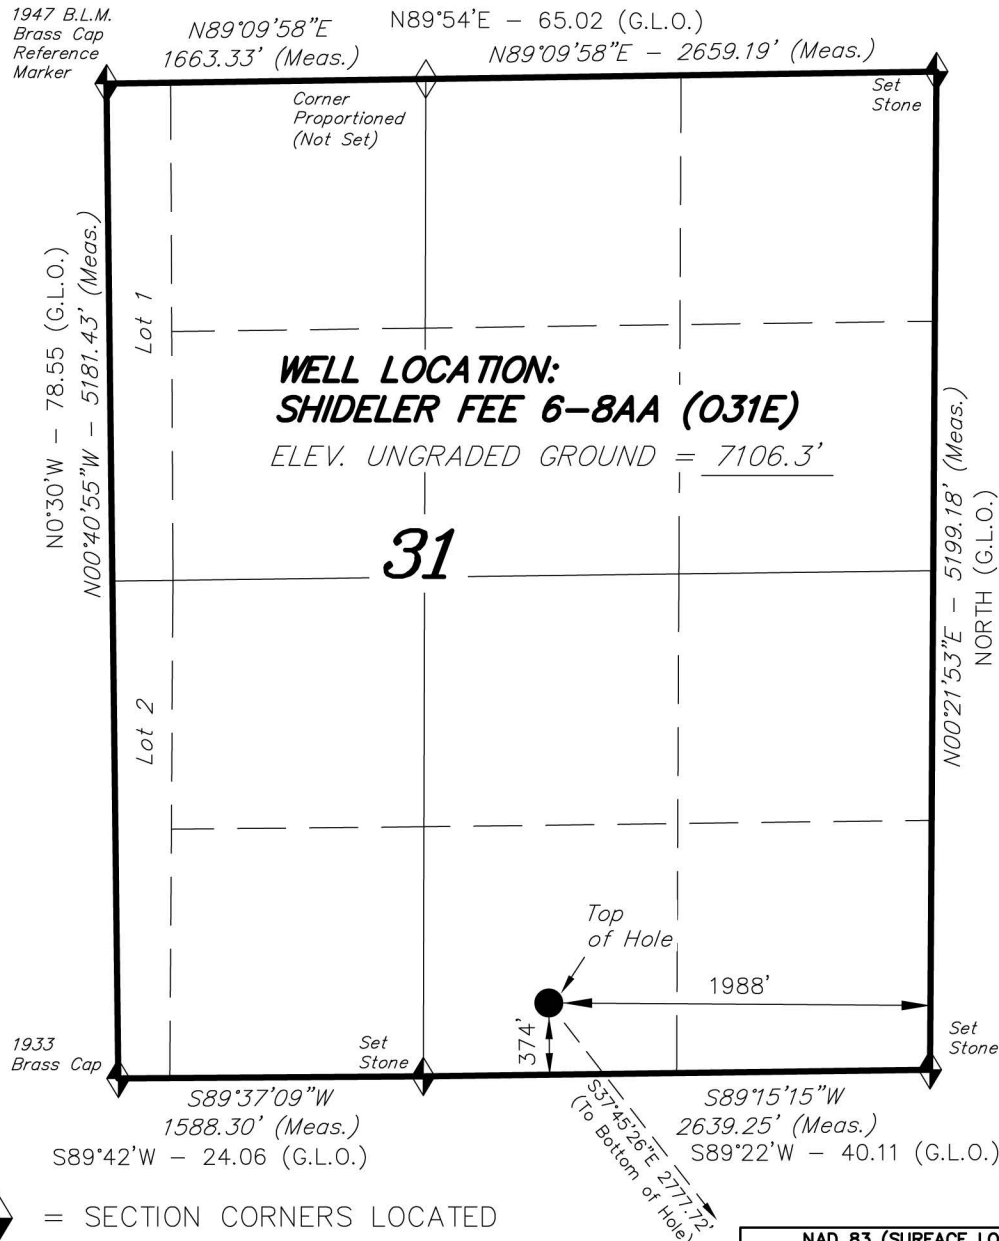 1947 B.L.M.
Brass Cap
Reference
Marker
N89°09'58"E
1663.33' (Meas.)
N89°54'E – 65.02 (G.L.O.)
N89°09'58"E – 2659.19' (Meas.)
Corner
Proportioned
(Not Set)
Set
Stone
N0°30'W – 78.55 (G.L.O.)
N00°40'55"W – 5181.43' (Meas.)
Lot 1
WELL LOCATION:
SHIDELER FEE 6–8AA (O31E)
ELEV. UNGRADED GROUND = 7106.3'
31
N00°21'53"E – 5199.18' (Meas.)
NORTH (G.L.O.)
Lot 2
Top
of Hole
1988'
374'
1933
Brass Cap
Set
Stone
Set
Stone
S89°37'09"W
1588.30' (Meas.)
S89°42'W – 24.06 (G.L.O.)
S37°45'26"E 2777.72'
(To Bottom of Hole)
S89°15'15"W
2639.25' (Meas.)
S89°22'W – 40.11 (G.L.O.)
= SECTION CORNERS LOCATED
NAD 83 (SURFACE LO